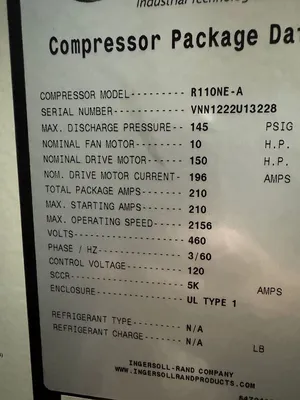 Industrial Technolog
Compressor Package Da
COMPRESSOR MODEL--------- R110NE-A
SERIAL NUMBER------------ VNN1222U13228
MAX. DISCHARGE PRESSURE-- 145 PSIG
NOMINAL FAN MOTOR-------- 10 H.P.
NOMINAL DRIVE MOTOR------ 150 H.P.
NOM. DRIVE MOTOR CURRENT- 196 AMPS
TOTAL PACKAGE AMPS------- 210
MAX. STARTING AMPS------- 210
MAX. OPERATING SPEED----- 2156
VOLTS-------------------- 460
PHASE / HZ--------------- 3/60
CONTROL VOLTAGE---------- 120
SCCR--------------------- 5K AMPS
ENCLOSURE---------------- UL TYPE 1
REFRIGERANT TYPE--------- N/A
REFRIGERANT CHARGE------- N/A LB
INGERSOLL-RAND COMPANY
WWW.INGERSOLLRANDPRODUCTS.COM